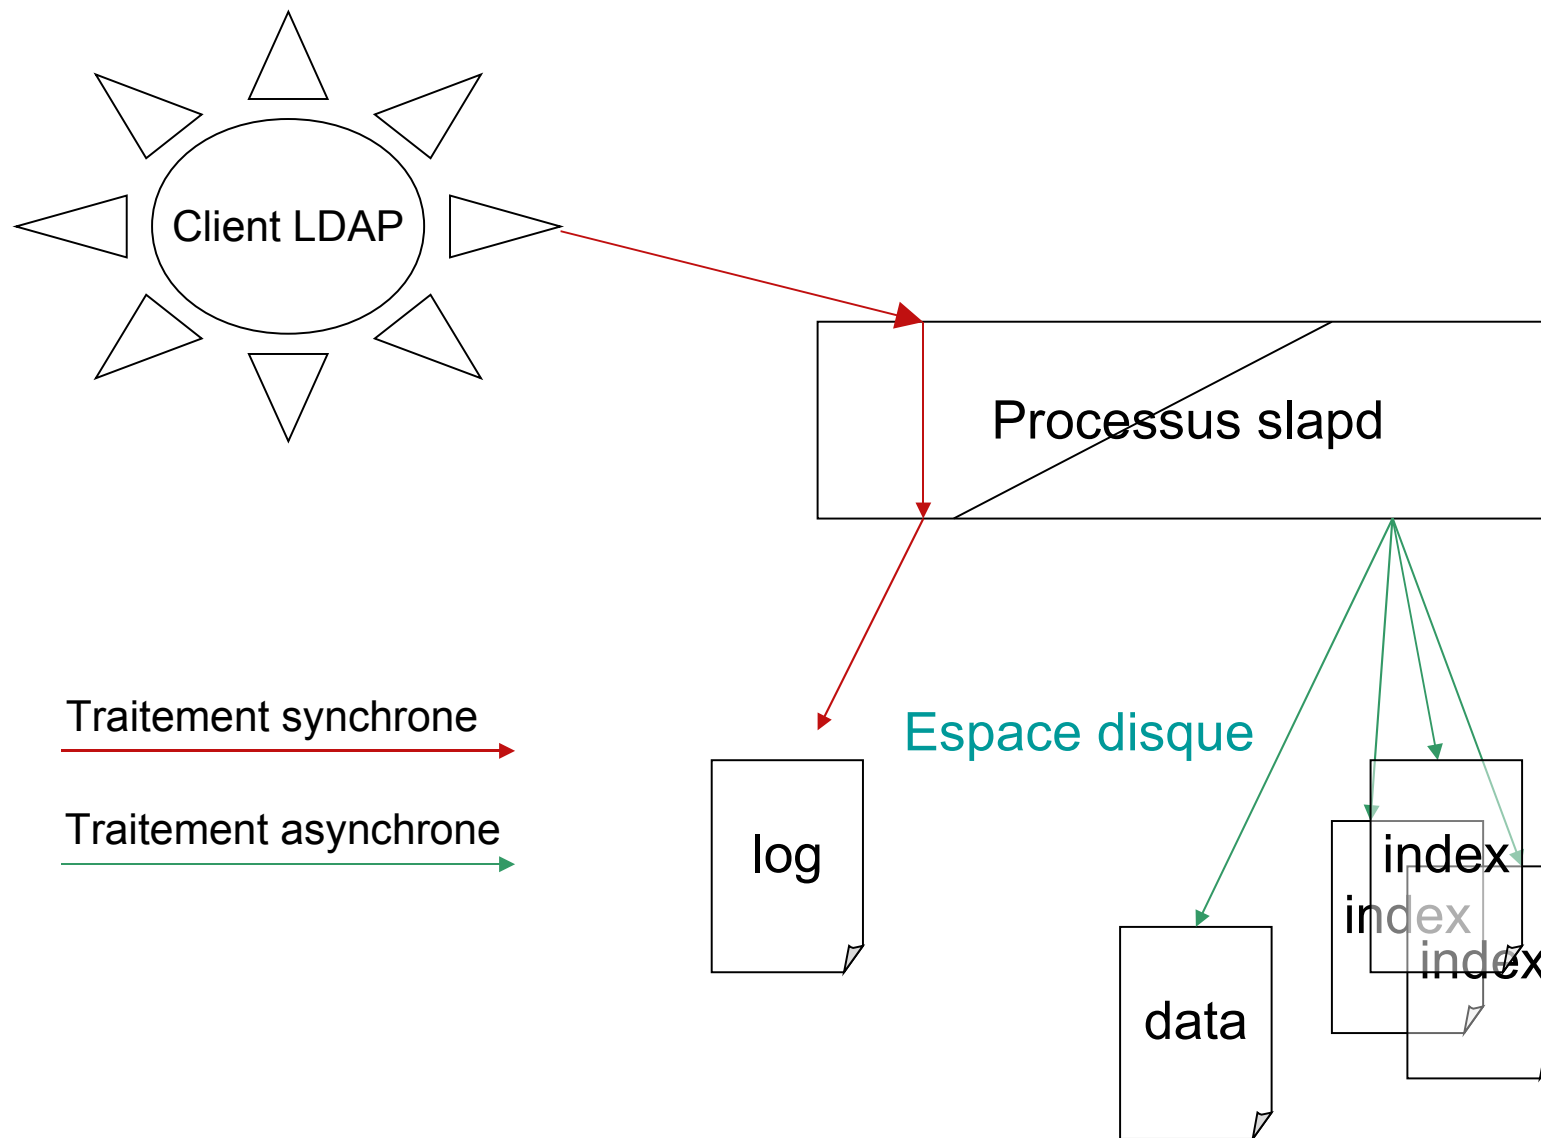 Client LDAP
Processus slapd
Traitement synchrone
Espace disque
Traitement asynchrone
log
index
index
index
data